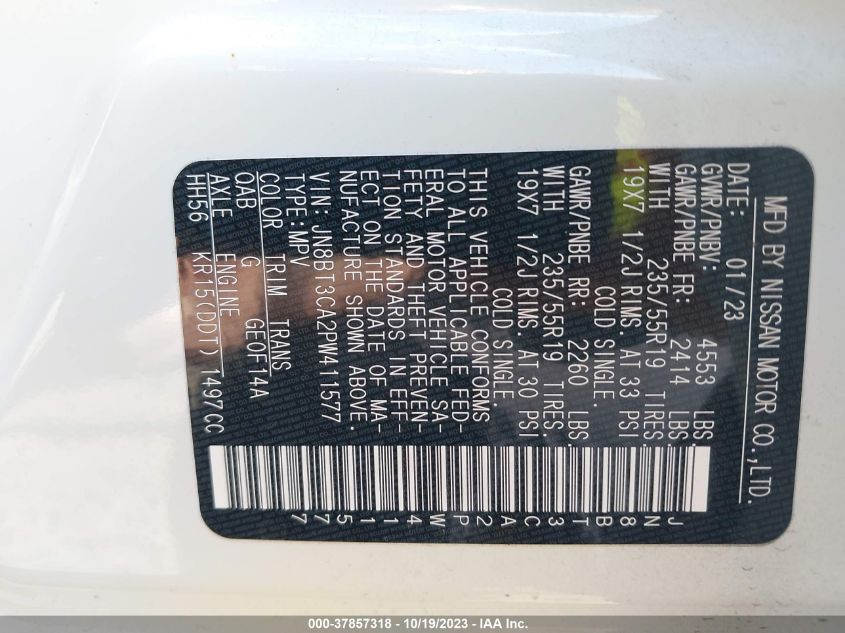 MFD BY NISSAN MOTOR CO.,LTD.
DATE: 01/23
GVWR/PNBV: 4553 LBS.
GAWR/PNBE FR: 2414 LBS.
WITH 235/55R19 TIRES:
19X7 1/2J RIMS AT 33 PSI
COLD SINGLE.
GAWR/PNBE RR: 2260 LBS.
WITH 235/55R19 TIRES:
19X7 1/2J RIMS AT 30 PSI
COLD SINGLE.
THIS VEHICLE CONFORMS
TO ALL APPLICABLE FED-
ERAL MOTOR VEHICLE SA-
FETY AND THEFT PREVEN-
TION STANDARDS IN EFF-
ECT ON THE DATE OF MA-
NUFACTURE SHOWN ABOVE.
VIN: JN8BT3CA2PW411577
TYPE:MPV
COLOR TRIM TRANS
QAB G GE0F14A
AXLE ENGINE
HH56 KR15(DDT) 1497CC
JN8BT3CA2PW411577
000-37857318 - 10/19/2023 - IAA Inc.